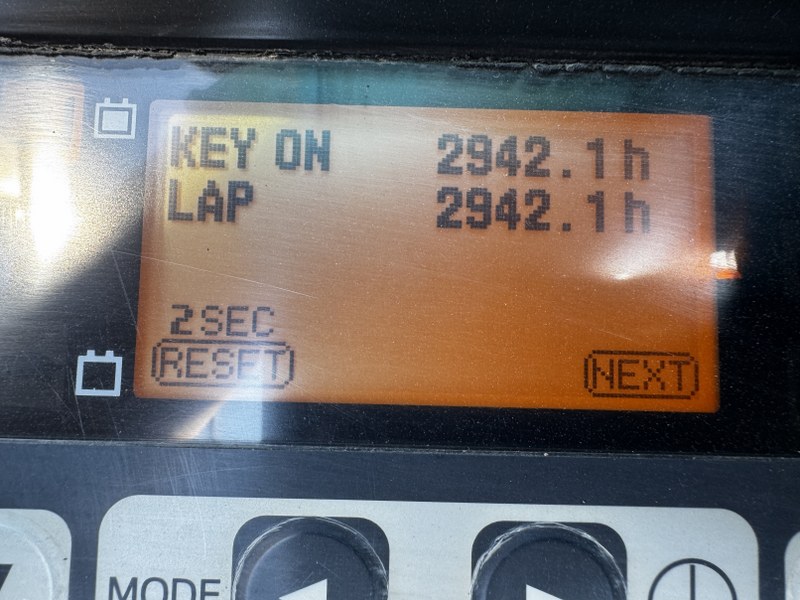 KEY ON 2942.1h
LAP 2942.1h
2SEC
RESET NEXT
MODE